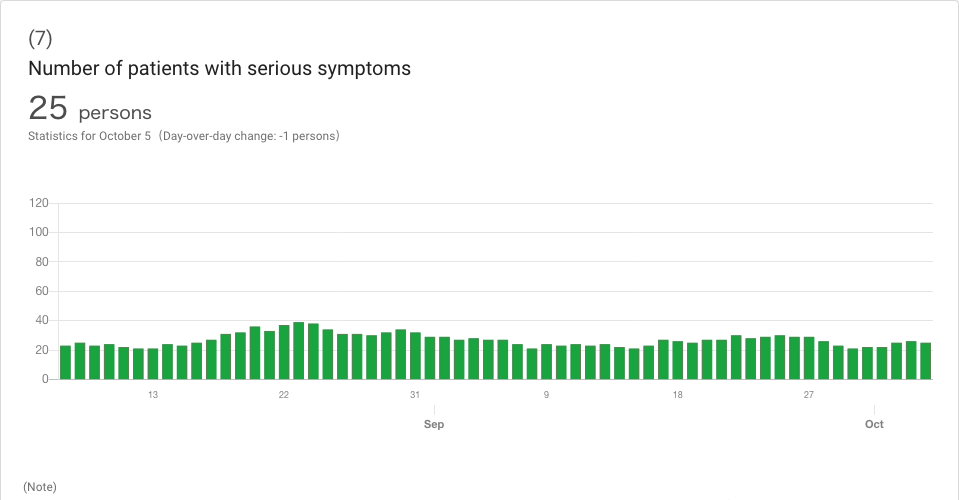 (7)
Number of patients with serious symptoms
25 persons
Statistics for October 5（Day-over-day change: -1 persons）
120
100
80
60
40
20
0
13 22 31 9 18 27
Sep Oct
(Note)